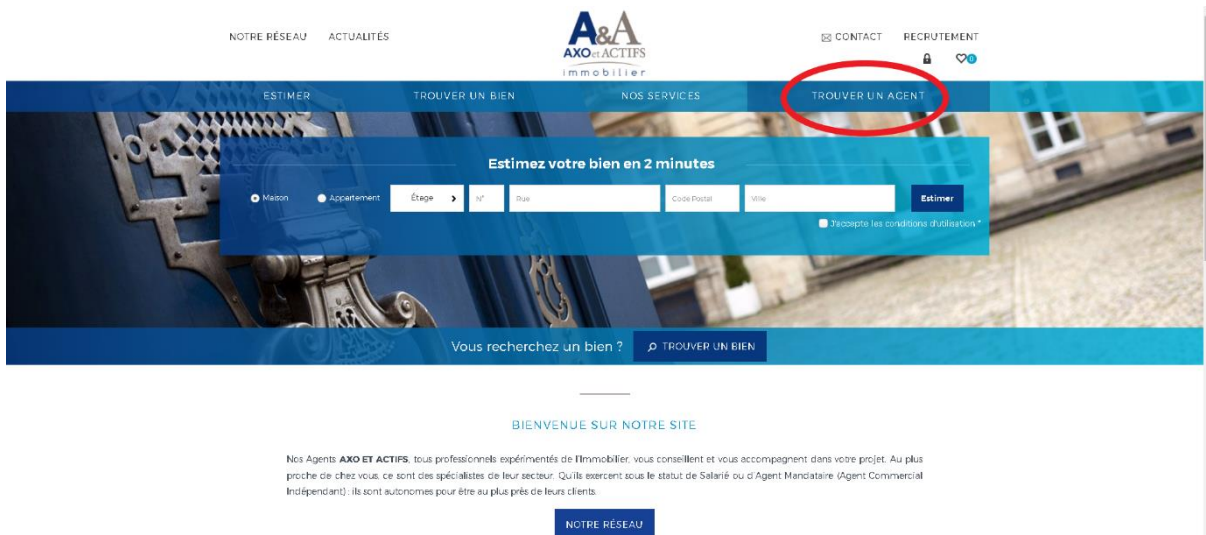 NOTRE RÉSEAU ACTUALITÉS
A&A
AXO et ACTIFS
immobilier
CONTACT RECRUTEMENT
0
ESTIMER TROUVER UN BIEN NOS SERVICES TROUVER UN AGENT
Estimez votre bien en 2 minutes
Maison Appartement Étage N° Rue Code Postal Ville Estimer
J'accepte les conditions d'utilisation *
Vous recherchez un bien ? TROUVER UN BIEN
BIENVENUE SUR NOTRE SITE
Nos Agents AXO ET ACTIFS, tous professionnels expérimentés de l'Immobilier, vous conseillent et vous accompagnent dans votre projet. Au plus
proche de chez vous, ce sont des spécialistes de leur secteur. Qu'ils exercent sous le statut de Salarié ou d'Agent Mandataire (Agent Commercial
Indépendant) : ils sont autonomes pour être au plus près de leurs clients.
NOTRE RÉSEAU